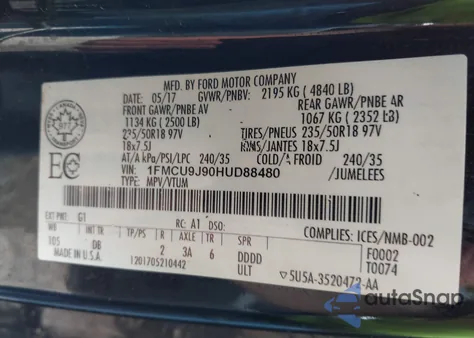 MFD. BY FORD MOTOR COMPANY
DATE: 05/17 GVWR/PNBV: 2195 KG ( 4840 LB)
FRONT GAWR/PNBE AV REAR GAWR/PNBE AR
1134 KG ( 2500 LB) 1067 KG ( 2352 LB)
235/50R18 97V TIRES/PNEUS 235/50R18 97V
18x7.5J RIMS/JANTES 18x7.5J
AT/A kPa/PSI/LPC 240/35 COLD/A FROID 240/35
VIN: 1FMCU9J90HUD88480 /JUMELEES
TYPE: MPV/VTUM
EC
EXT PNT: G1 RC: A1 DSO: COMPLIES: ICES/NMB-002
WB TP/PS R AXLE TR SPR F0002
105 DB 2 3A 6 DDDD T0074
MADE IN U.S.A. ULT 5U5A-3520472-AA
1201705210442
autoSnap